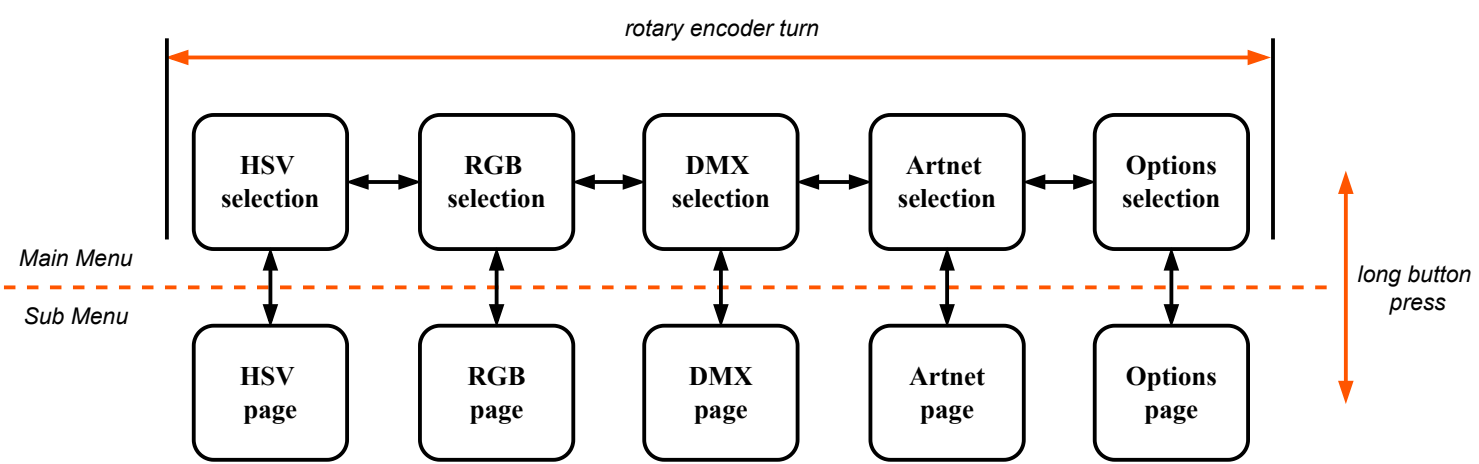 rotary encoder turn
HSV
selection
RGB
selection
DMX
selection
Artnet
selection
Options
selection
Main Menu
Sub Menu
long button
press
HSV
page
RGB
page
DMX
page
Artnet
page
Options
page